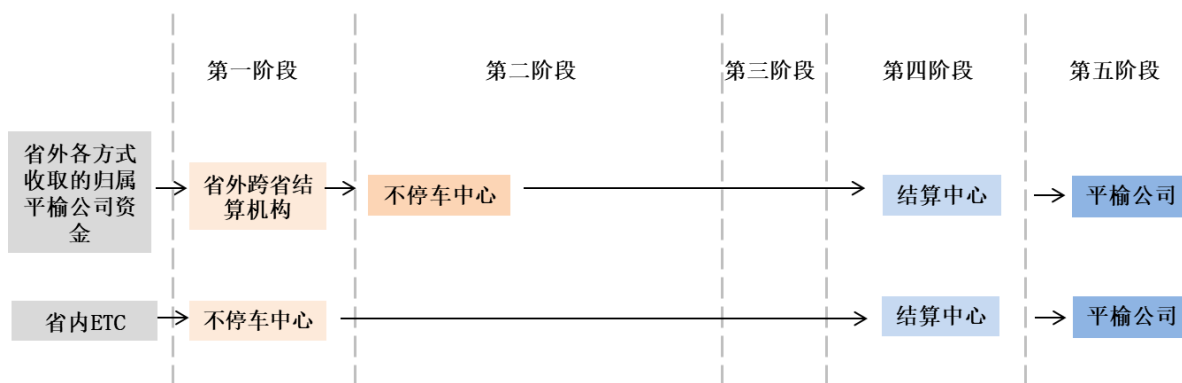 第一阶段
第二阶段
第三阶段
第四阶段
第五阶段
省外各方式
收取的归属
平榆公司资
金
省外跨省结
算机构
不停车中心
结算中心
平榆公司
省内ETC
不停车中心
结算中心
平榆公司